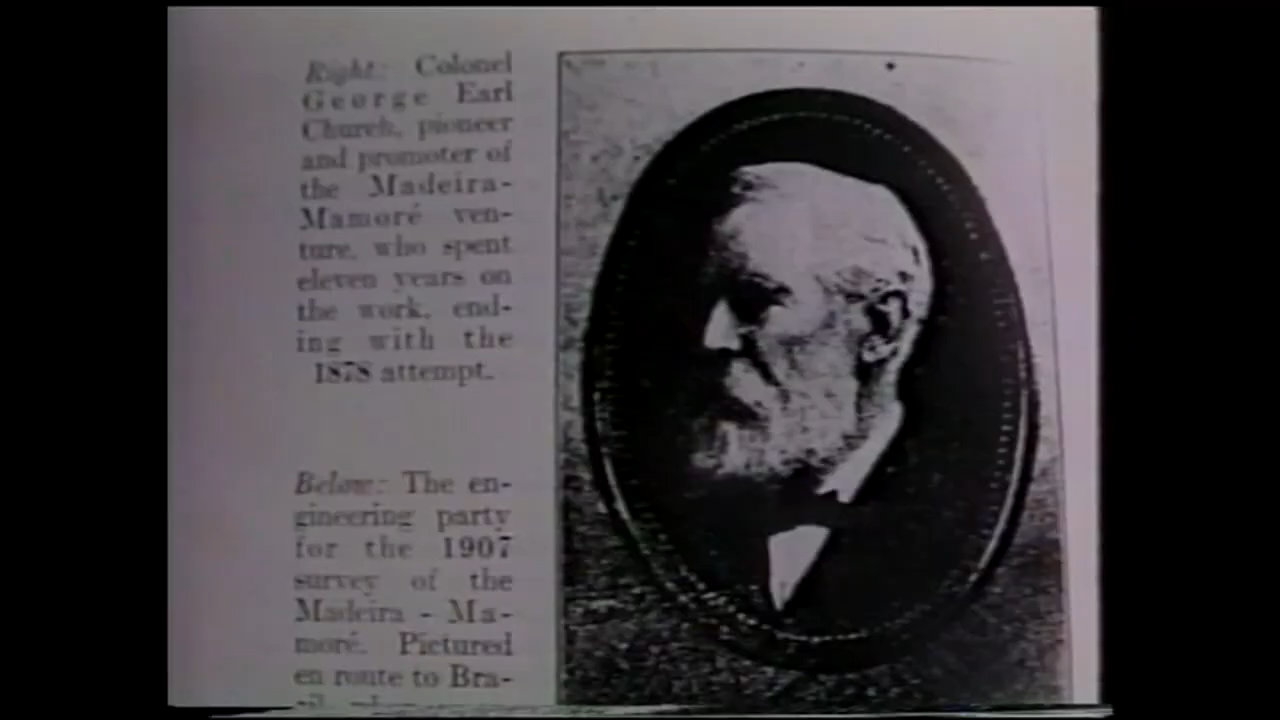 Right: Colonel
George Earl
Church, pioneer
and promoter of
the Madeira-
Mamoré ven-
ture, who spent
eleven years on
the work, end-
ing with the
1878 attempt.
Below: The en-
gineering party
for the 1907
survey of the
Madeira - Ma-
moré. Pictured
en route to Bra-